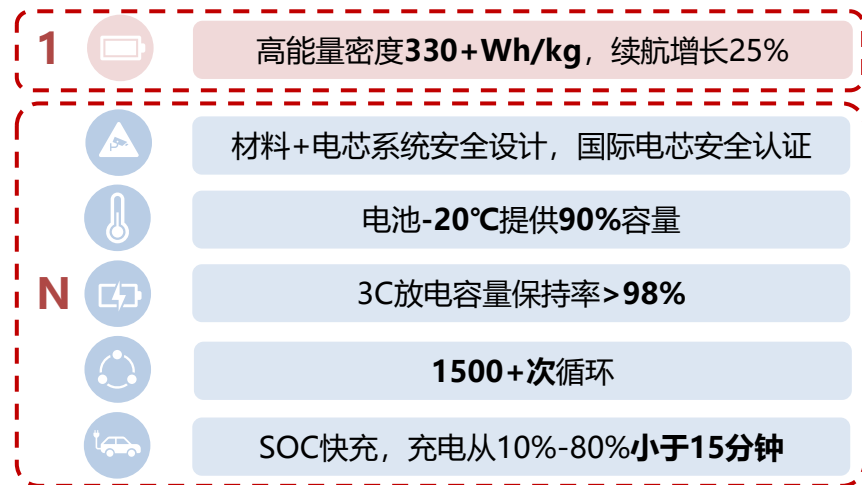 1
高能量密度330+Wh/kg，续航增长25%
材料+电芯系统安全设计，国际电芯安全认证
电池-20℃提供90%容量
N
3C放电容量保持率>98%
1500+次循环
SOC快充，充电从10%-80%小于15分钟